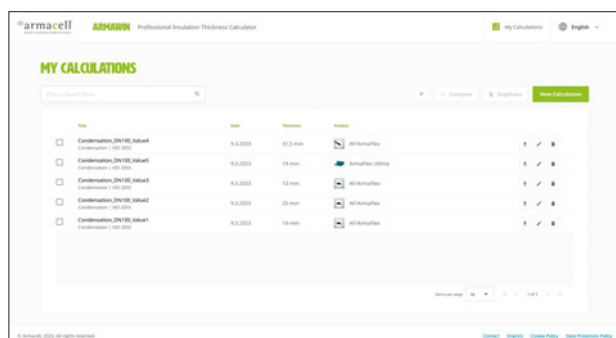 armacell
ARMAWIN Professional Insulation Thickness Calculator
My Calculations
English
MY CALCULATIONS
Enter a Search Term
Compare
Duplicate
New Calculation
Title Date Thickness Product
Condensation_DN100_Value4 9.3.2023 31,5 mm AF/ArmaFlex
Condensation | VDI 2055
Condensation_DN100_Value5 9.3.2023 19 mm ArmaFlex Ultima
Condensation | VDI 2055
Condensation_DN100_Value3 9.3.2023 13 mm AF/ArmaFlex
Condensation | VDI 2055
Condensation_DN100_Value2 9.3.2023 25 mm AF/ArmaFlex
Condensation | VDI 2055
Condensation_DN100_Value1 9.3.2023 19 mm AF/ArmaFlex
Condensation | VDI 2055
Items per page 10
1 of 1
© Armacell, 2023. All rights reserved
Contact Imprint Cookie Policy Data Protection Policy